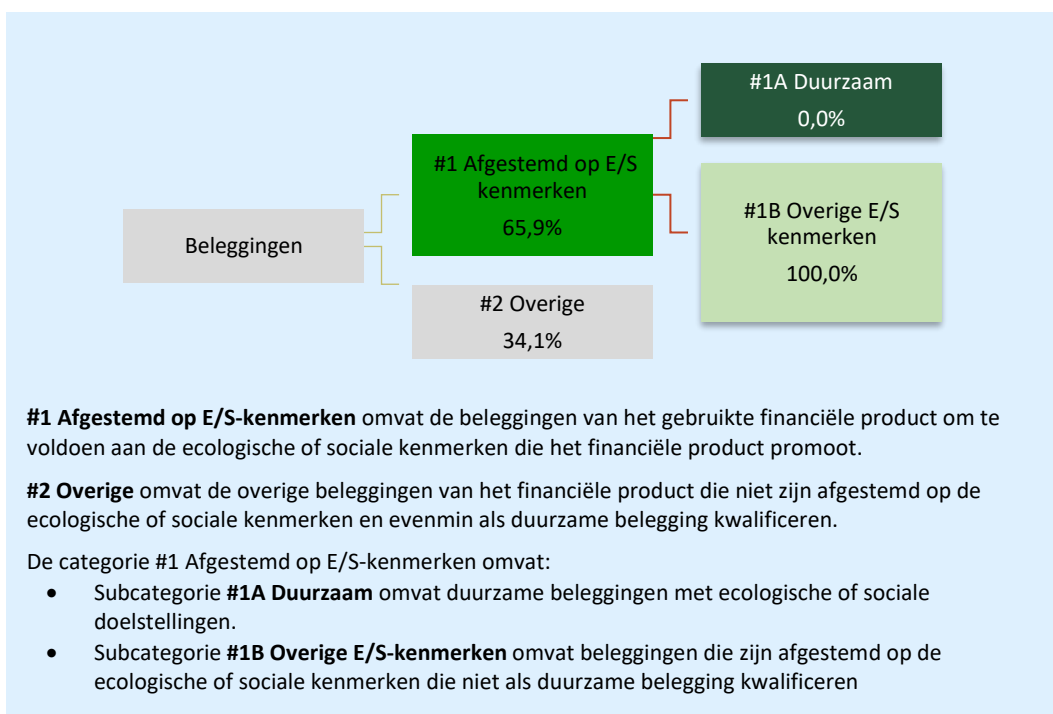 #1A Duurzaam
0,0%
#1 Afgestemd op E/S
kenmerken
65,9%
#1B Overige E/S
kenmerken
100,0%
Beleggingen
#2 Overige
34,1%
#1 Afgestemd op E/S-kenmerken omvat de beleggingen van het gebruikte financiële product om te
voldoen aan de ecologische of sociale kenmerken die het financiële product promoot.
#2 Overige omvat de overige beleggingen van het financiële product die niet zijn afgestemd op de
ecologische of sociale kenmerken en evenmin als duurzame belegging kwalificeren.
De categorie #1 Afgestemd op E/S-kenmerken omvat:
• Subcategorie #1A Duurzaam omvat duurzame beleggingen met ecologische of sociale
doelstellingen.
• Subcategorie #1B Overige E/S-kenmerken omvat beleggingen die zijn afgestemd op de
ecologische of sociale kenmerken die niet als duurzame belegging kwalificeren